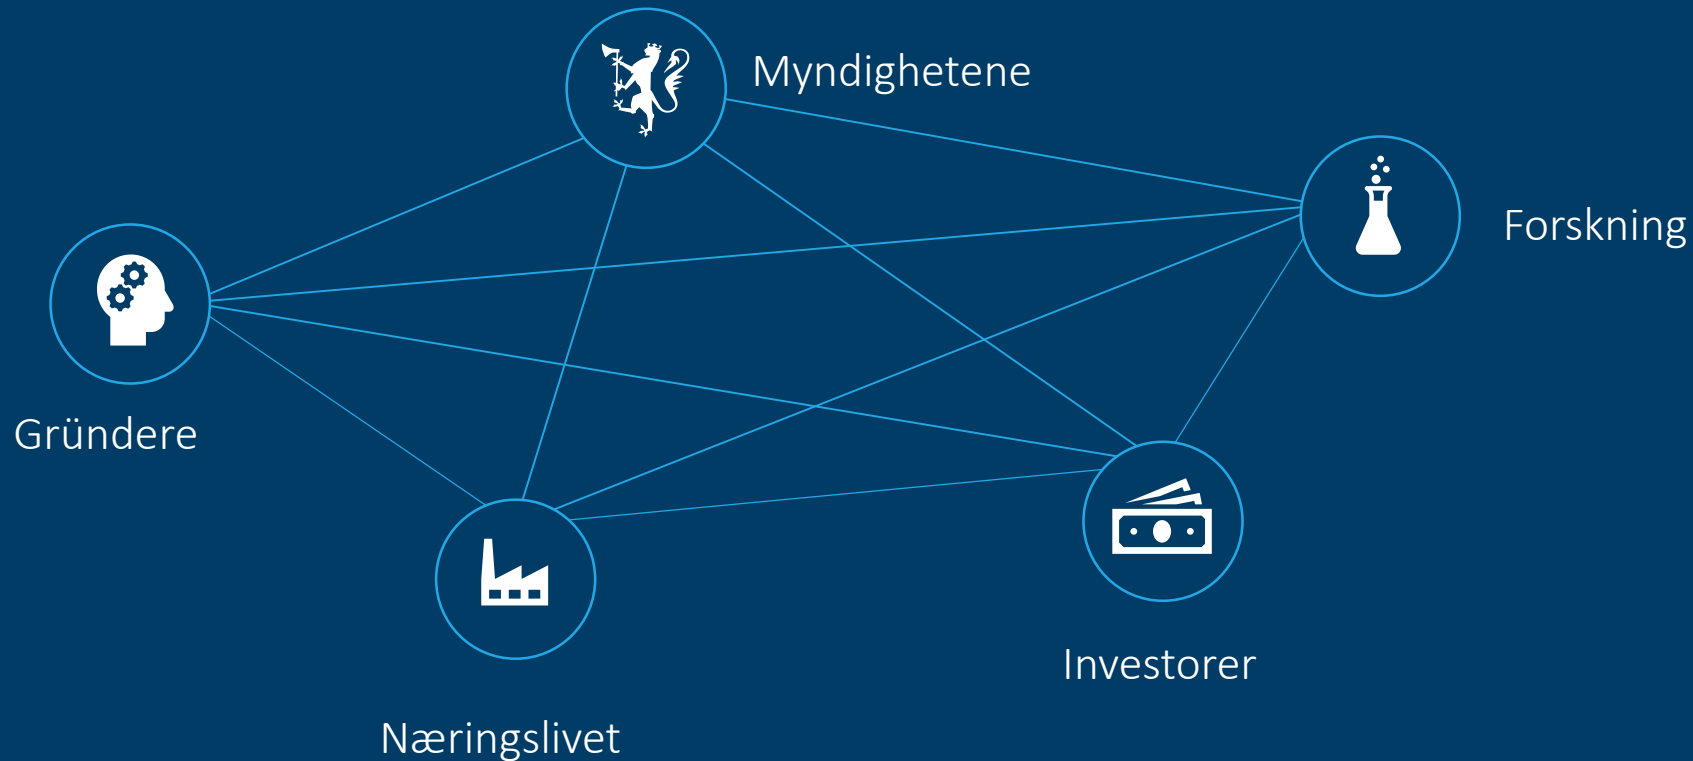 Myndighetene
Forskning
Gründere
Investorer
Næringslivet